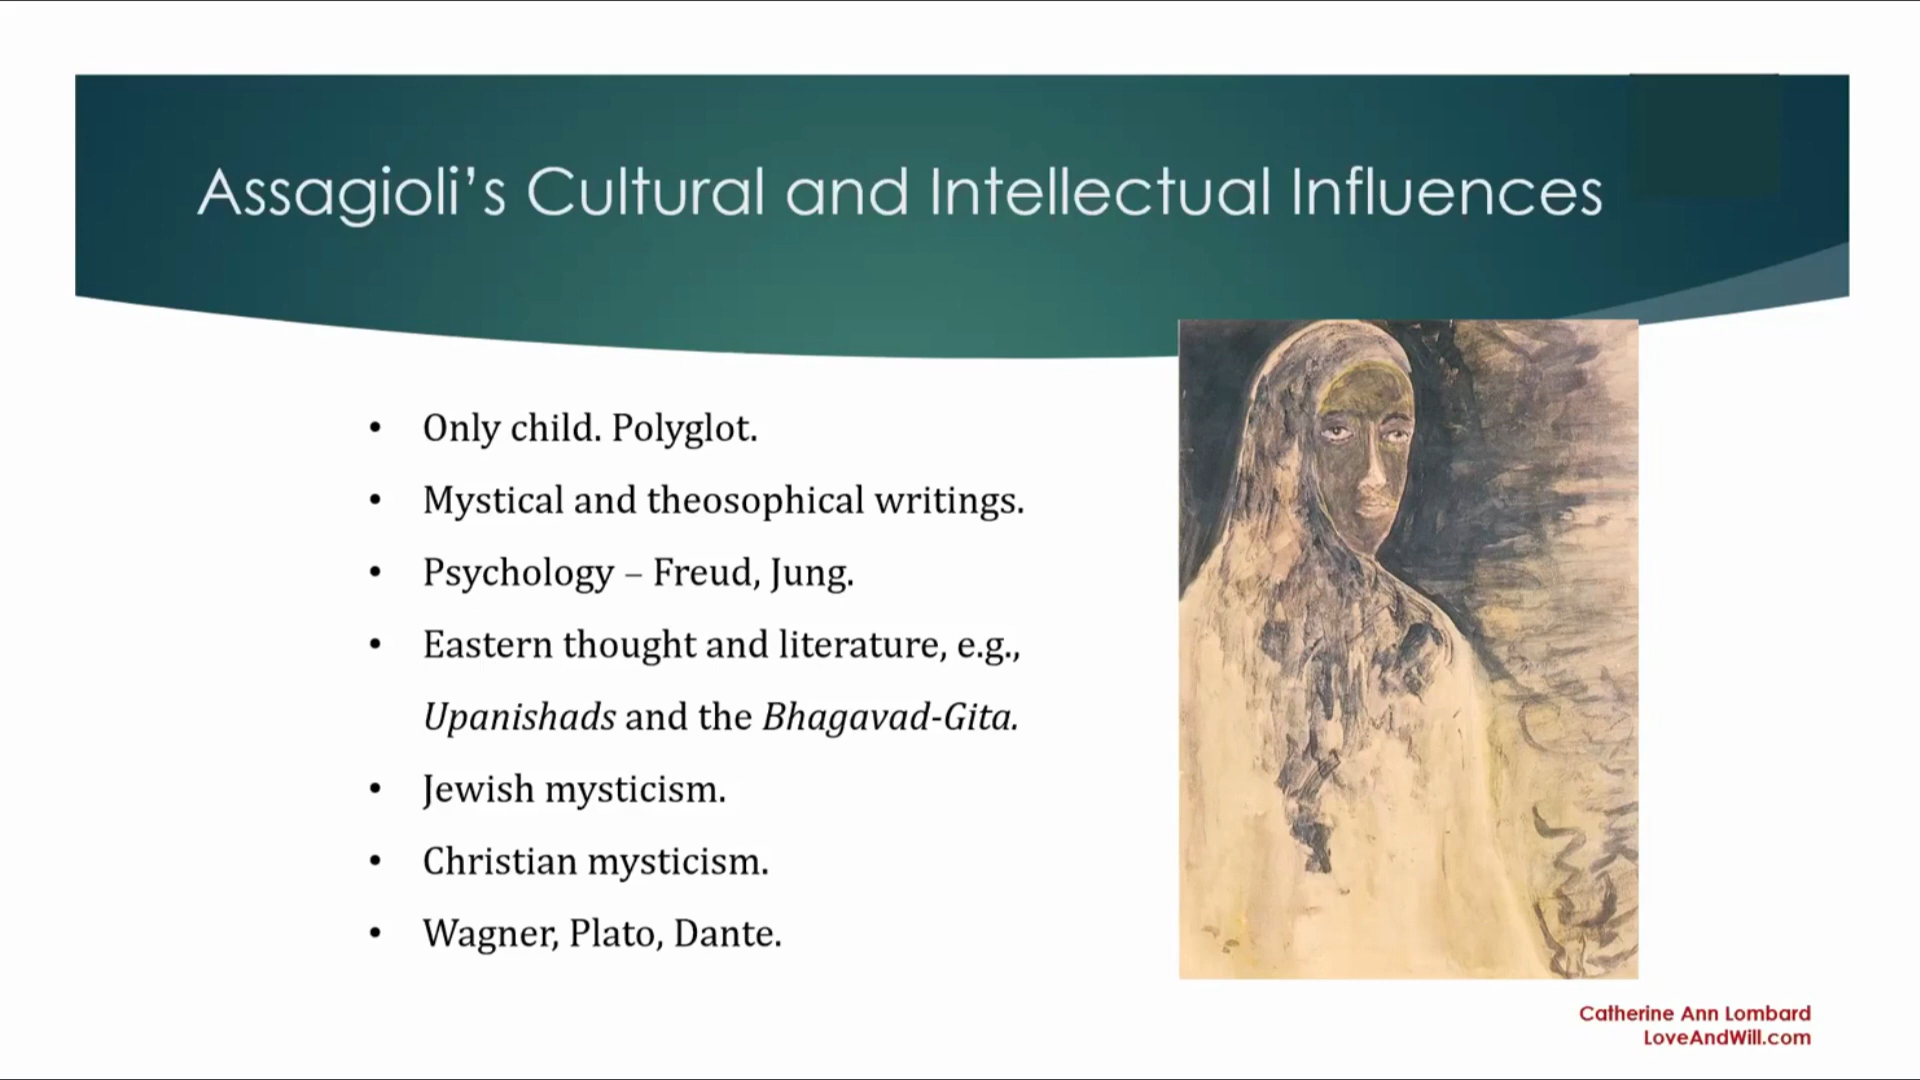 Assagioli's Cultural and Intellectual Influences
• Only child. Polyglot.
• Mystical and theosophical writings.
• Psychology – Freud, Jung.
• Eastern thought and literature, e.g.,
Upanishads and the Bhagavad-Gita.
• Jewish mysticism.
• Christian mysticism.
• Wagner, Plato, Dante.
Catherine Ann Lombard
LoveAndWill.com